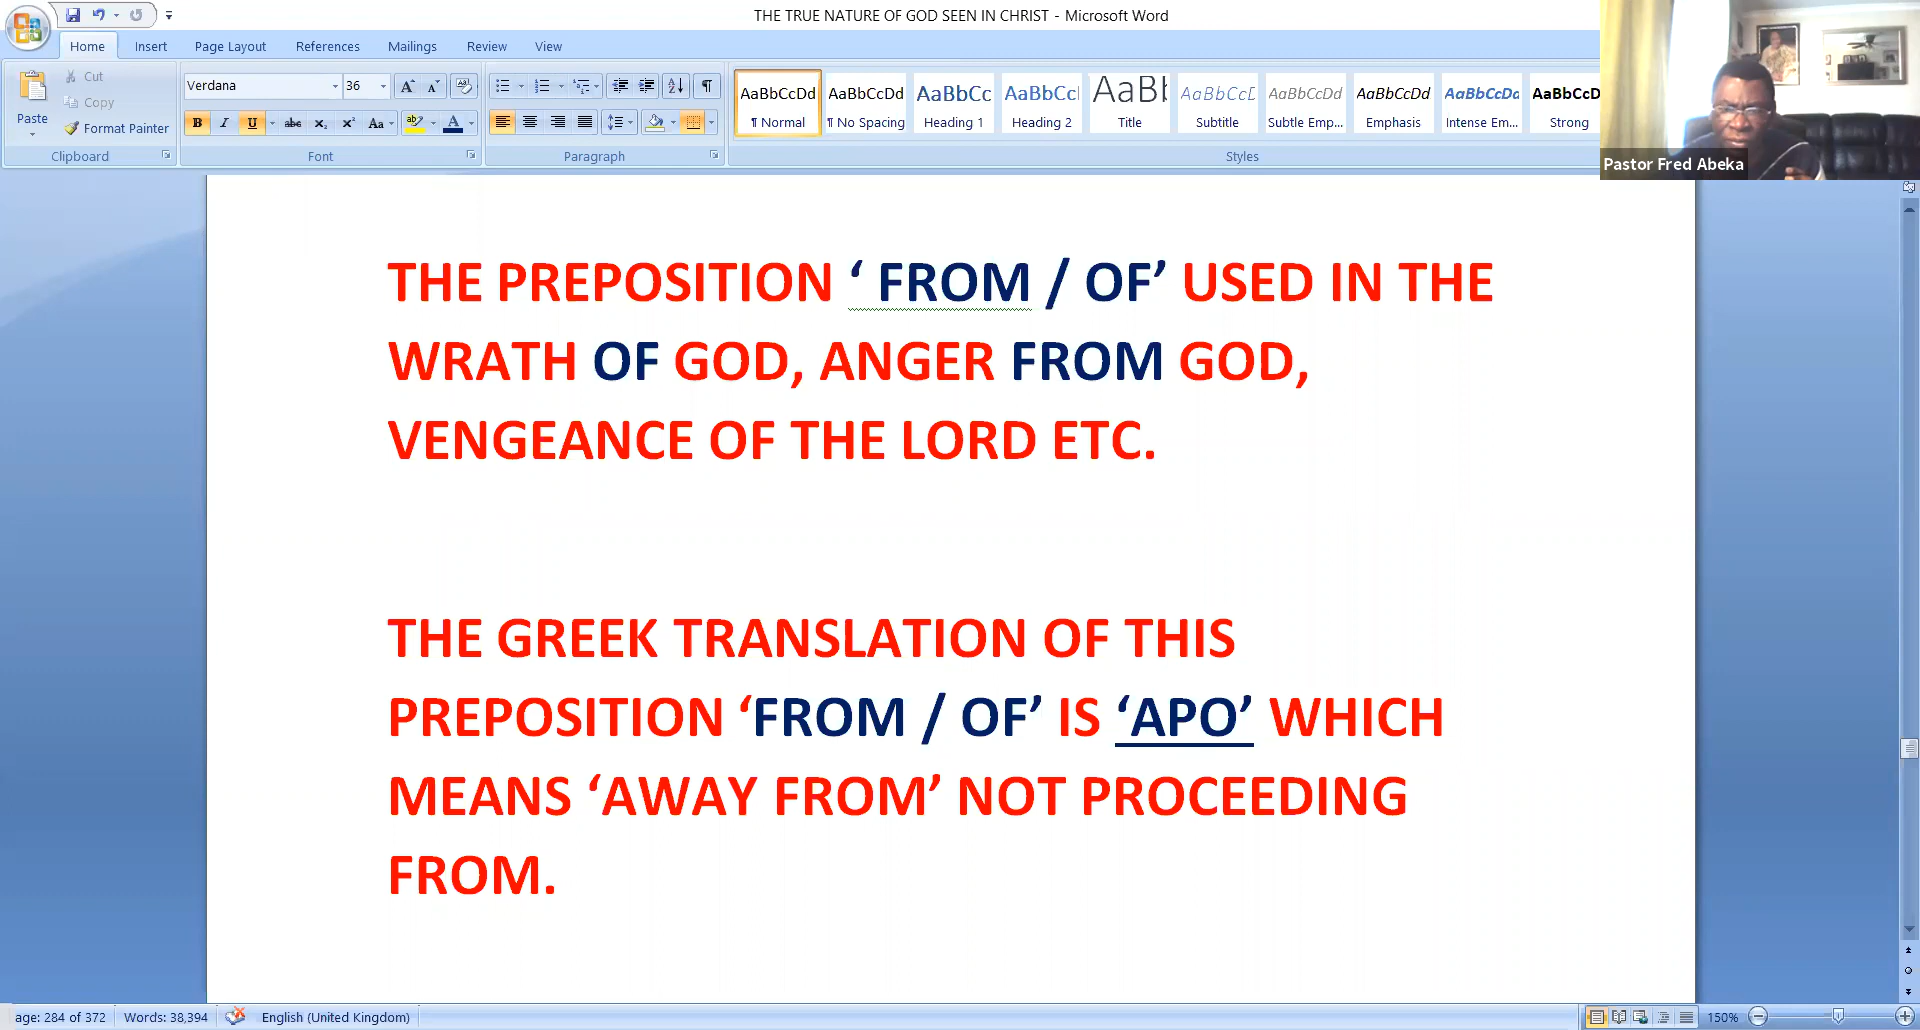 THE TRUE NATURE OF GOD SEEN IN CHRIST - Microsoft Word
Home Insert Page Layout References Mailings Review View
Paste
Cut
Copy
Format Painter
Clipboard
Verdana 36
Font
Paragraph
AaBbCcDd AaBbCcDd AaBbCc AaBbCc AaBb AaBbCcD AaBbCcDd AaBbCcDd AaBbCcDd AaBbCcD
¶ Normal ¶ No Spacing Heading 1 Heading 2 Title Subtitle Subtle Emp... Emphasis Intense Em... Strong
Styles
Pastor Fred Abeka
THE PREPOSITION ‘ FROM / OF’ USED IN THE
WRATH OF GOD, ANGER FROM GOD,
VENGEANCE OF THE LORD ETC.
THE GREEK TRANSLATION OF THIS
PREPOSITION ‘FROM / OF’ IS ‘APO’ WHICH
MEANS ‘AWAY FROM’ NOT PROCEEDING
FROM.
age: 284 of 372 Words: 38,394 English (United Kingdom) 150%